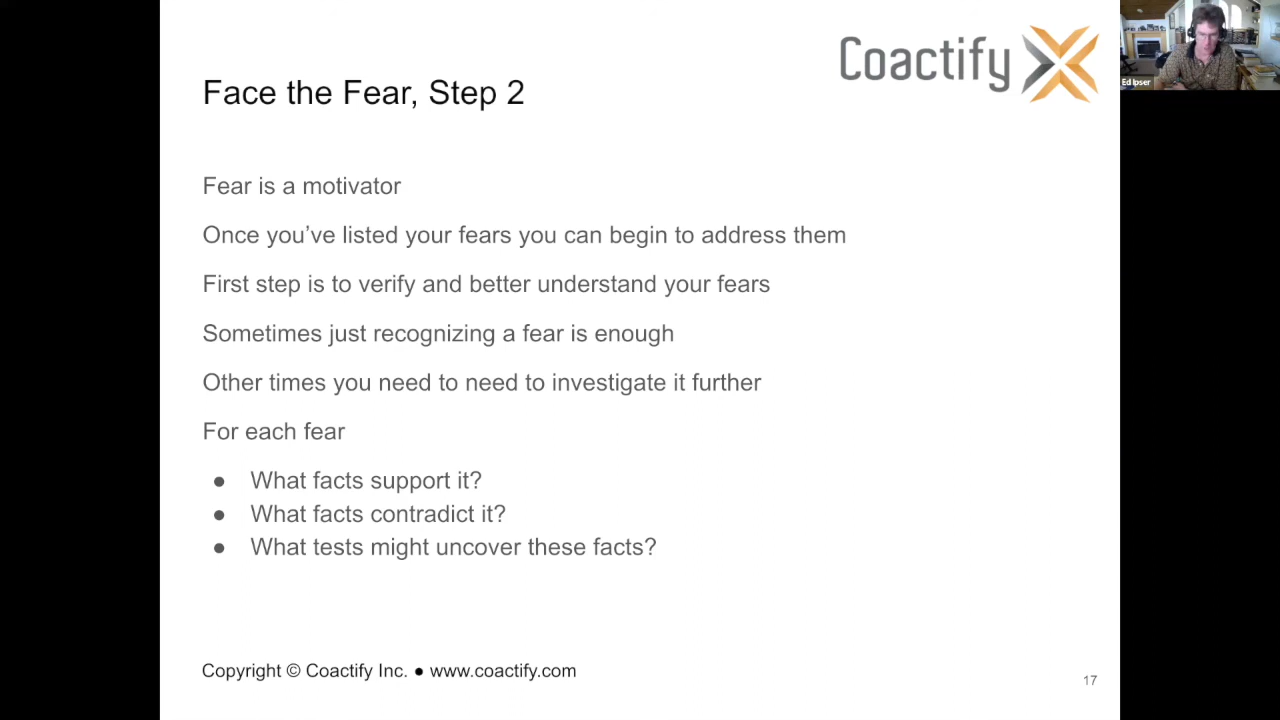 Coactify
Ed Ipser
Face the Fear, Step 2
Fear is a motivator
Once you’ve listed your fears you can begin to address them
First step is to verify and better understand your fears
Sometimes just recognizing a fear is enough
Other times you need to need to investigate it further
For each fear
● What facts support it?
● What facts contradict it?
● What tests might uncover these facts?
Copyright © Coactify Inc. ● www.coactify.com
17